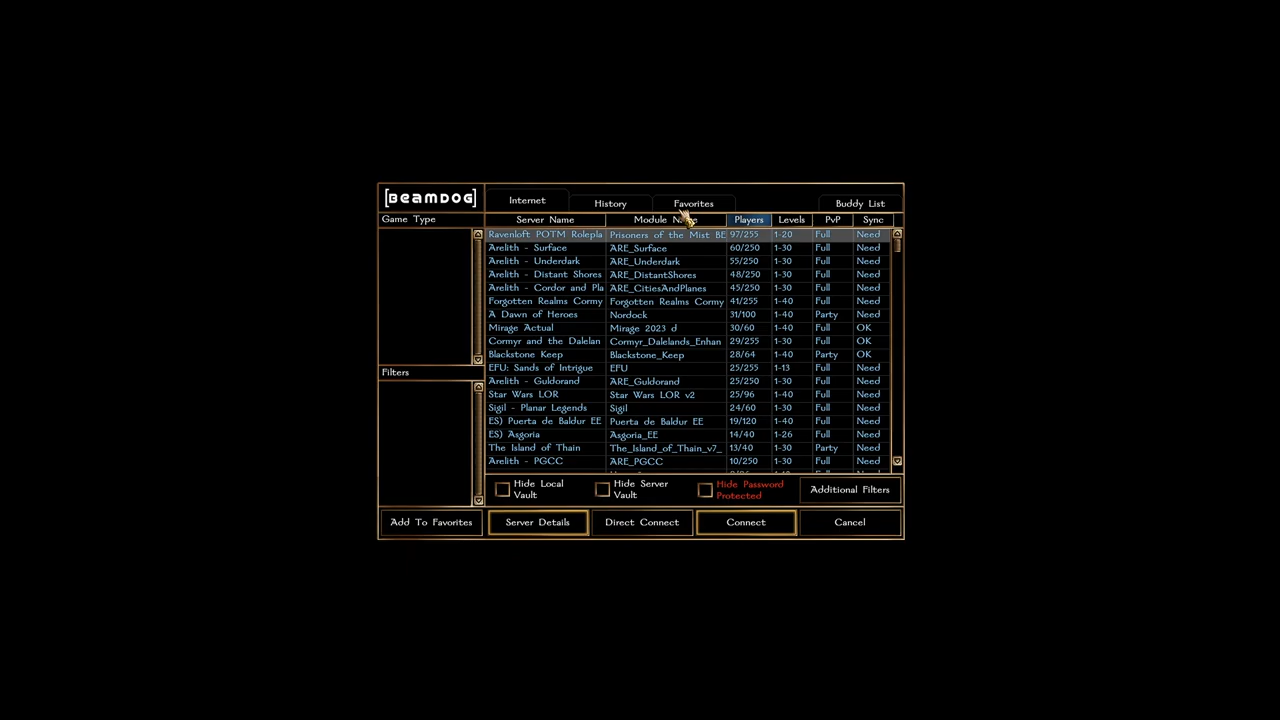 [BEAMDOG] Internet History Favorites Buddy List
Game Type Server Name Module Players Levels PvP Sync
Ravenloft POTM Rolepla Prisoners of the Mist BE 97/255 1-20 Full Need
Arelith - Surface ARE_Surface 60/250 1-30 Full Need
Arelith - Underdark ARE_Underdark 55/250 1-30 Full Need
Arelith - Distant Shores ARE_DistantShores 48/250 1-30 Full Need
Arelith - Cordor and Pla ARE_CitiesAndPlanes 45/250 1-30 Full Need
Forgotten Realms Cormy Forgotten Realms Cormy 41/255 1-40 Full Need
A Dawn of Heroes Nordock 31/100 1-40 Party Need
Mirage Actual Mirage 2023 d 30/60 1-40 Full OK
Cormyr and the Dalelan Cormyr_Dalelands_Enhan 29/255 1-30 Full OK
Blackstone Keep Blackstone_Keep 28/64 1-40 Party OK
EFU: Sands of Intrigue EFU 25/255 1-13 Full Need
Filters
Arelith - Guldorand ARE_Guldorand 25/250 1-30 Full Need
Star Wars LOR Star Wars LOR v2 25/96 1-40 Full Need
Sigil - Planar Legends Sigil 24/60 1-30 Full Need
ES) Puerta de Baldur EE Puerta de Baldur EE 19/120 1-40 Full Need
ES) Asgoria Asgoria_EE 14/40 1-26 Full Need
The Island of Thain The_Island_of_Thain_v7_ 13/40 1-30 Party Need
Arelith - PGCC ARE_PGCC 10/250 1-30 Full Need
Hide Local Vault
Hide Server Vault
Hide Password Protected
Additional Filters
Add To Favorites Server Details Direct Connect Connect Cancel